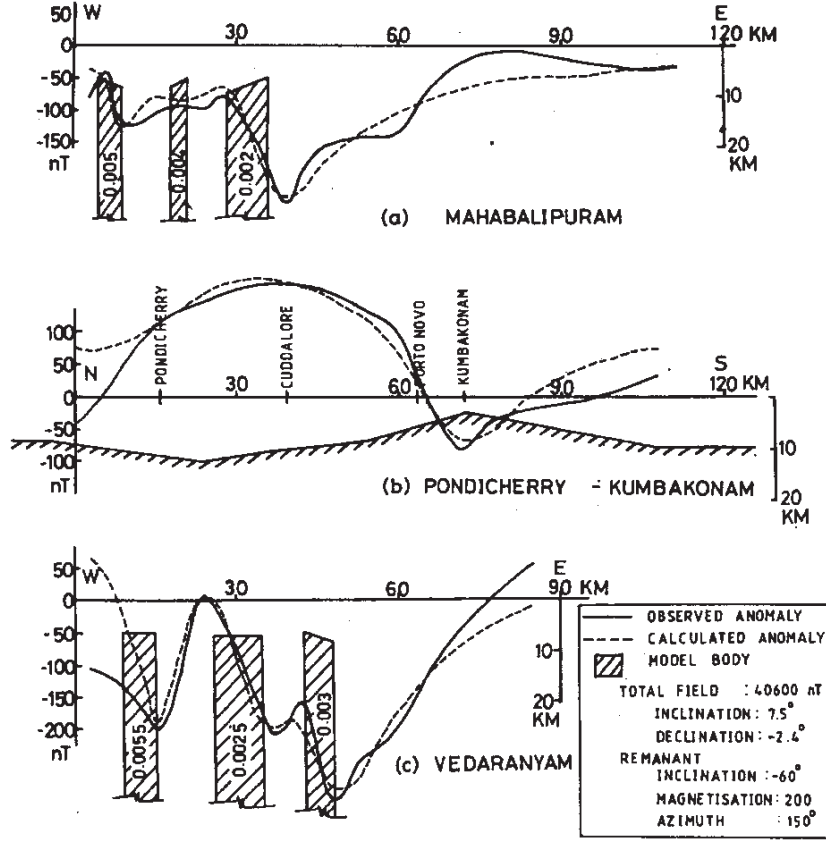 50 W E
0 30 60 90 120 KM
-50
-100 10
-150
nT 20
KM
0.005 0.004 0.002
(a) MAHABALIPURAM
PONDICHERRY CUDDALORE PORTO NOVO KUMBAKONAM
100
50 N 30 60 90 S 120 KM
0
-50
-100 10
nT 20
KM
(b) PONDICHERRY - KUMBAKONAM
50 W E
0 30 60 90 KM
-50
-100 10
-150
-200 20
nT KM
0.0055 0.0025 0.003
(c) VEDARANYAM
OBSERVED ANOMALY
CALCULATED ANOMALY
MODEL BODY
TOTAL FIELD : 40600 nT
INCLINATION : 7.5°
DECLINATION : -2.4°
REMANANT
INCLINATION : -60°
MAGNETISATION : 200
AZIMUTH : 150°